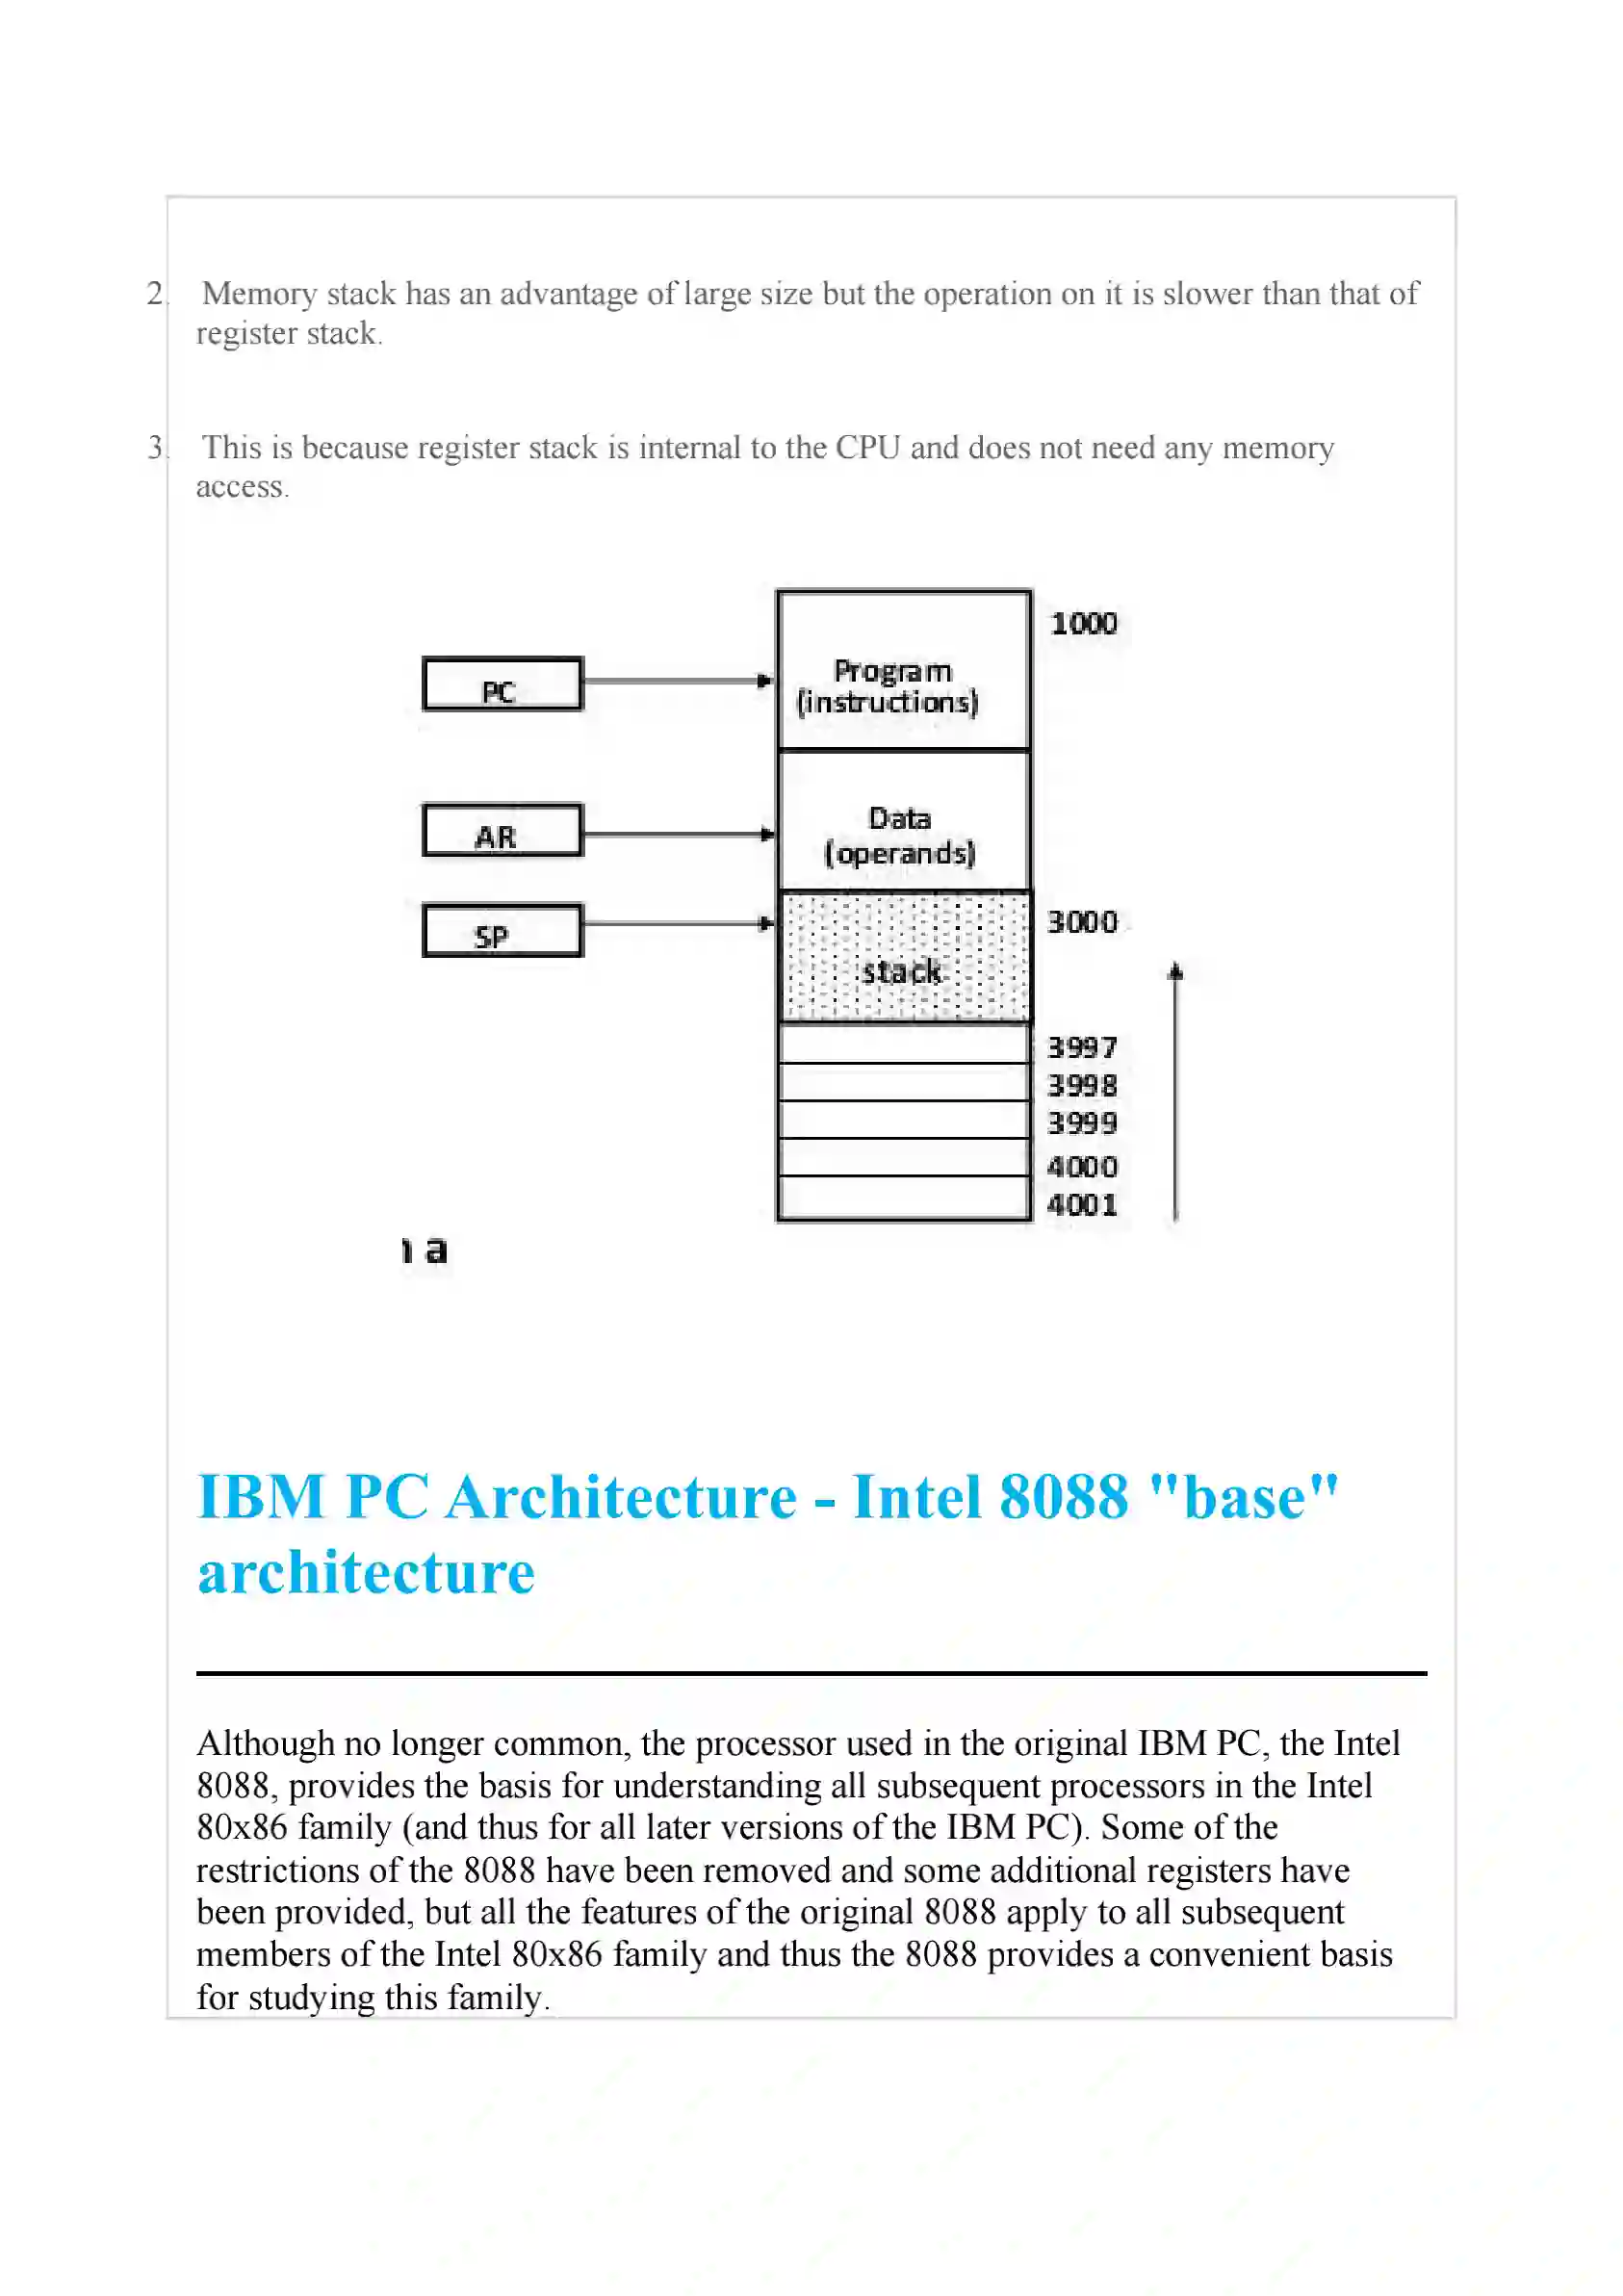 2. Memory stack has an advantage of large size but the operation on it is slower than that of
register stack.
3. This is because register stack is internal to the CPU and does not need any memory
access.
1000
Program
PC
(instructions)
Data
AR
(operands)
3000
SP
stack
3997
3998
3999
4000
4001
a
IBM PC Architecture - Intel 8088 "base"
architecture
Although no longer common, the processor used in the original IBM PC, the Intel
8088, provides the basis for understanding all subsequent processors in the Intel
80x86 family (and thus for all later versions of the IBM PC). Some of the
restrictions of the 8088 have been removed and some additional registers have
been provided, but all the features of the original 8088 apply to all subsequent
members of the Intel 80x86 family and thus the 8088 provides a convenient basis
for studying this family.